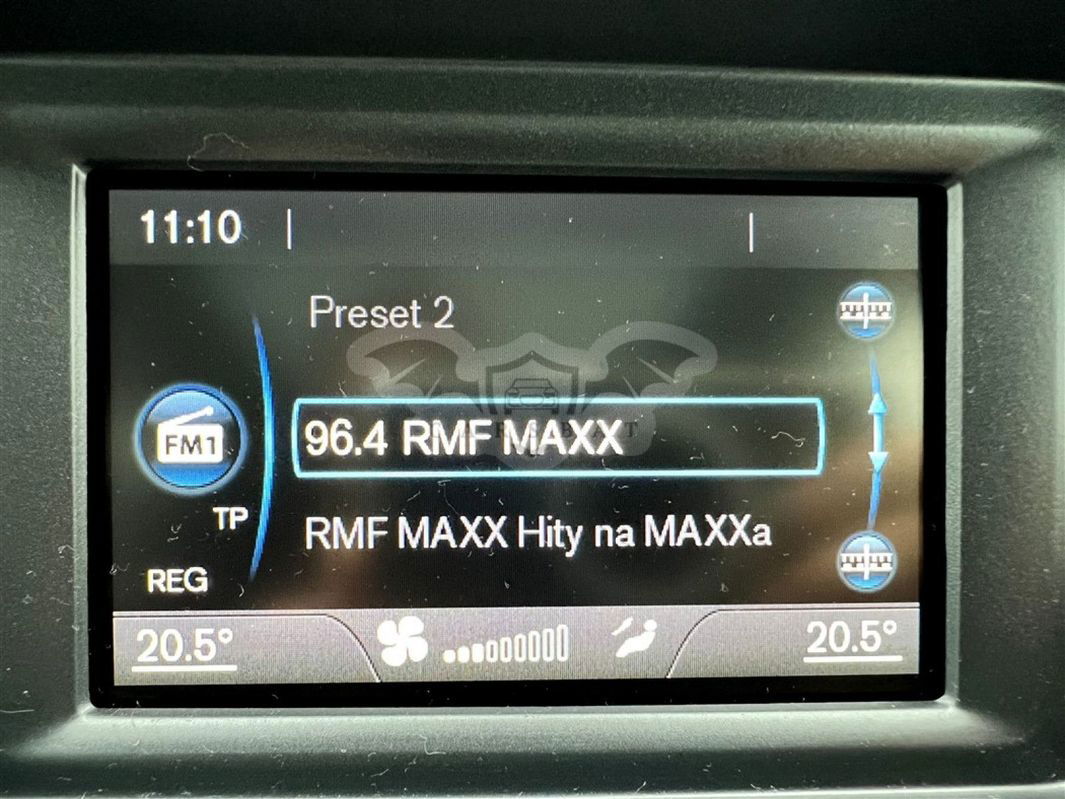 11:10
Preset 2
FM1
96.4 RMF MAXX
TP
RMF MAXX Hity na MAXXa
REG
20.5°
20.5°